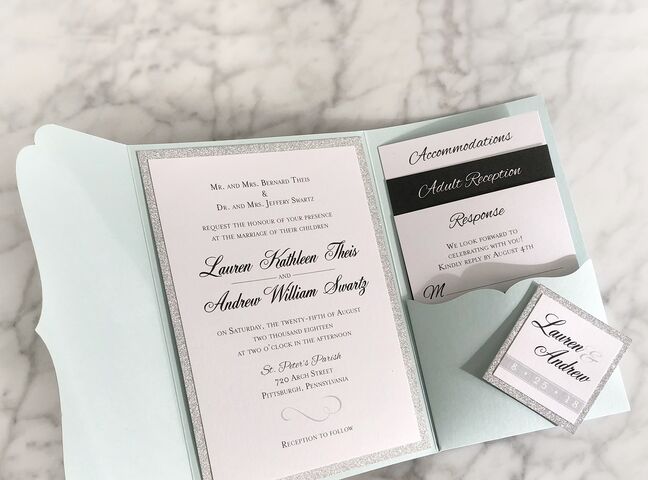 Mr. and Mrs. Bernard Theis
&
Dr. and Mrs. Jeffery Swartz
request the honour of your presence
at the marriage of their children
Lauren Kathleen Theis
and
Andrew William Swartz
on Saturday, the twenty-fifth of August
two thousand eighteen
at two o'clock in the afternoon
St. Peter's Parish
720 Arch Street
Pittsburgh, Pennsylvania
Reception to follow
Accommodations
Adult Reception
Response
We look forward to
celebrating with you!
Kindly reply by August 4th
M
Lauren &
Andrew
8 • 25 • 18